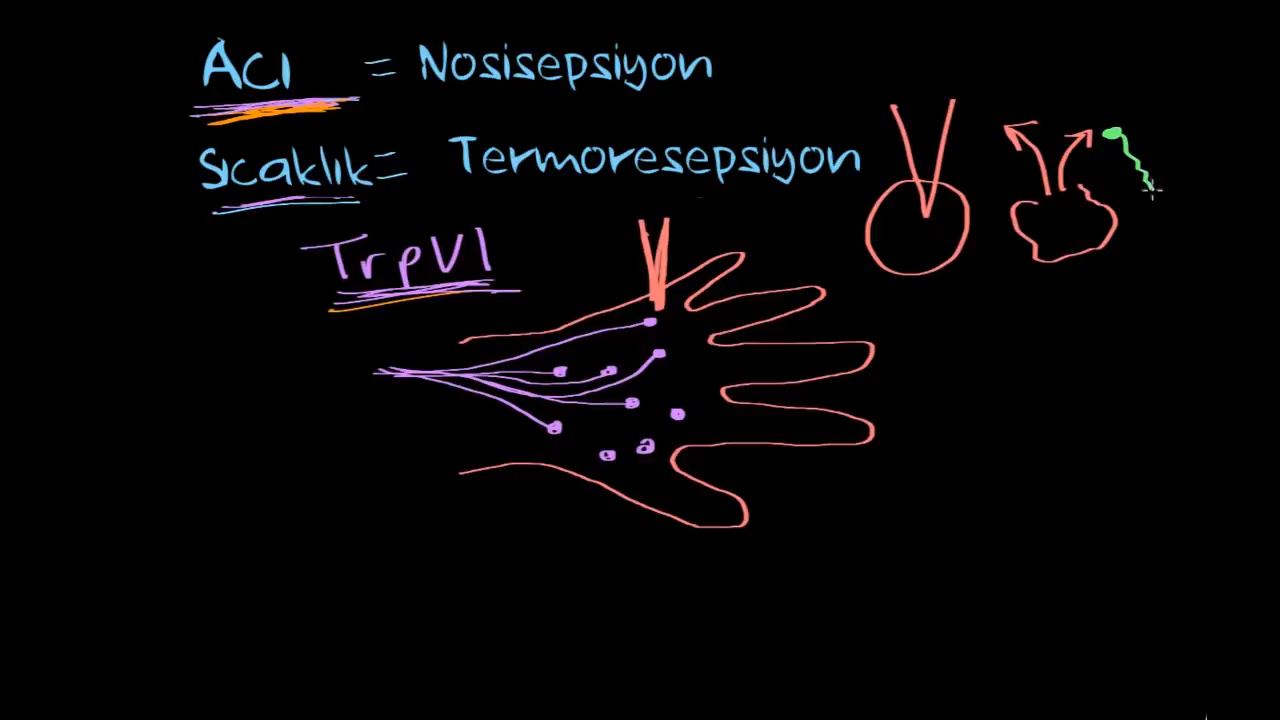 Acı = Nosisepsiyon
Sıcaklık = Termoresepsiyon
TrpV1